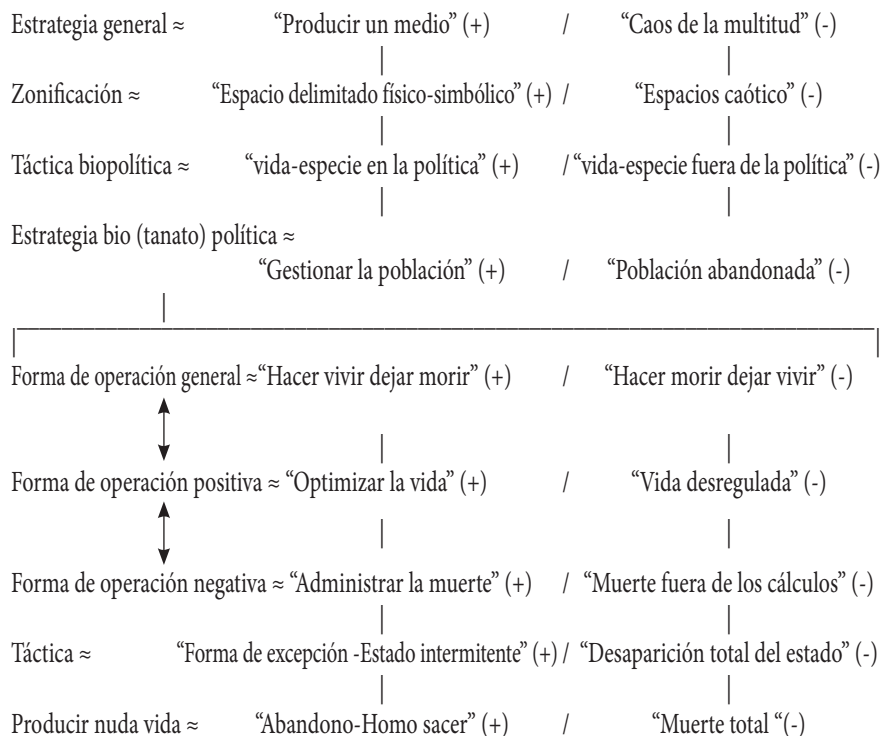 Estrategia general ≈ “Producir un medio” (+) / “Caos de la multitud” (-)
Zonificación ≈ “Espacio delimitado físico-simbólico” (+) / “Espacios caótico” (-)
Táctica biopolítica ≈ “vida-especie en la política” (+) / “vida-especie fuera de la política” (-)
Estrategia bio (tanato) política ≈
“Gestionar la población” (+) / “Población abandonada” (-)
Forma de operación general ≈“Hacer vivir dejar morir” (+) / “Hacer morir dejar vivir” (-)
Forma de operación positiva ≈ “Optimizar la vida” (+) / “Vida desregulada” (-)
Forma de operación negativa ≈ “Administrar la muerte” (+) / “Muerte fuera de los cálculos” (-)
Táctica ≈ “Forma de excepción -Estado intermitente” (+) / “Desaparición total del estado” (-)
Producir nuda vida ≈ “Abandono-Homo sacer” (+) / “Muerte total “(-)